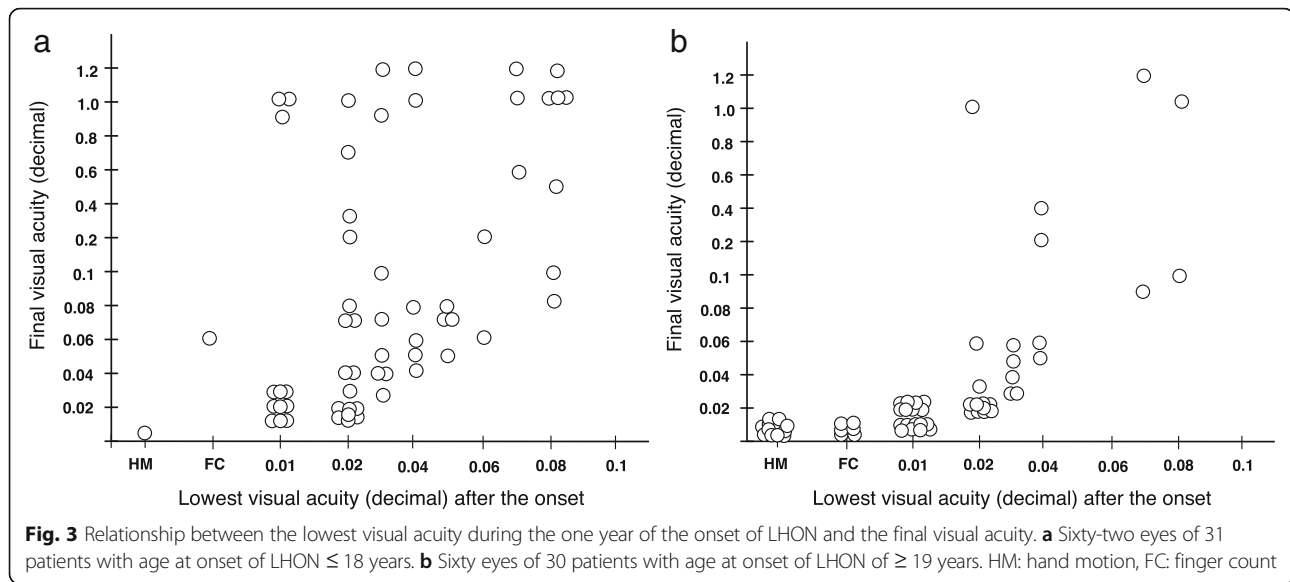 a
b
Final visual acuity (decimal)
1.2
1.0
0.8
0.6
0.4
0.2
0.1
0.08
0.06
0.04
0.02
HM FC 0.01 0.02 0.04 0.06 0.08 0.1
Lowest visual acuity (decimal) after the onset
Final visual acuity (decimal)
1.2
1.0
0.8
0.6
0.4
0.2
0.1
0.08
0.06
0.04
0.02
HM FC 0.01 0.02 0.04 0.06 0.08 0.1
Lowest visual acuity (decimal) after the onset
Fig. 3 Relationship between the lowest visual acuity during the one year of the onset of LHON and the final visual acuity. a Sixty-two eyes of 31
patients with age at onset of LHON ≤ 18 years. b Sixty eyes of 30 patients with age at onset of LHON of ≥ 19 years. HM: hand motion, FC: finger count